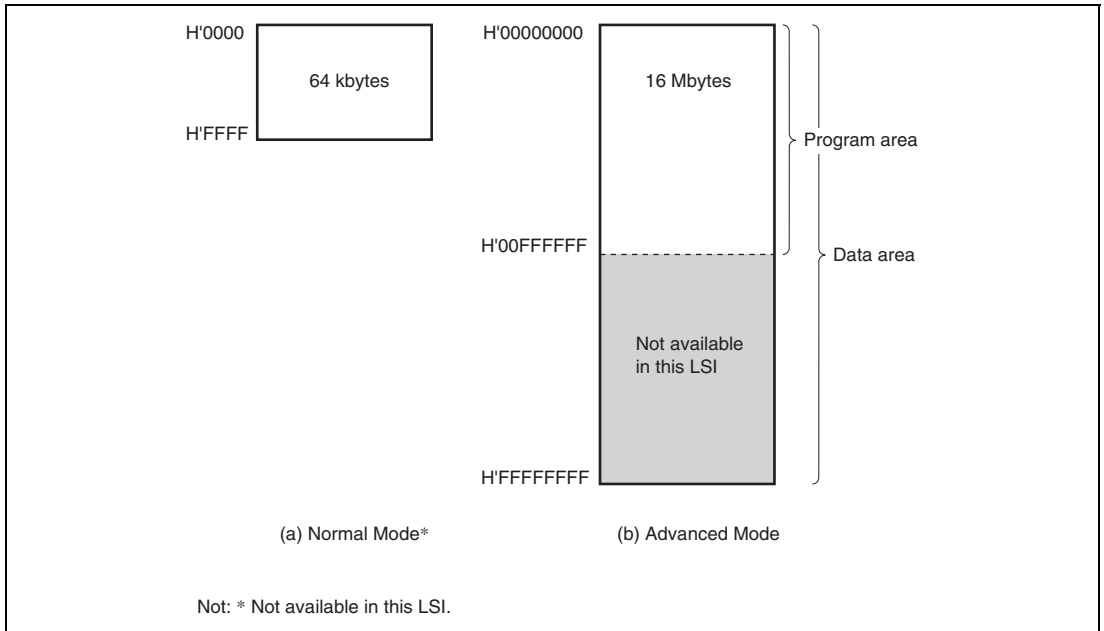 H'0000
64 kbytes
H'FFFF
H'00000000
16 Mbytes
Program area
H'00FFFFFF
Data area
Not available
in this LSI
H'FFFFFFFF
(a) Normal Mode*
(b) Advanced Mode
Not: * Not available in this LSI.